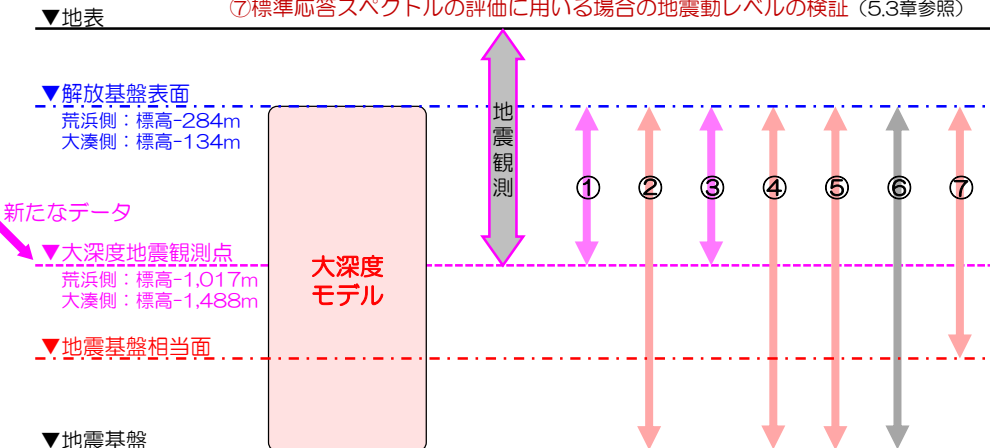 ⑦標準応答スペクトルの評価に用いる場合の地震動レベルの検証（5.3章参照）
▼地表
▼解放基盤表面
荒浜側：標高-284m
大湊側：標高-134m
地震観測
① ② ③ ④ ⑤ ⑥ ⑦
新たなデータ
▼大深度地震観測点
荒浜側：標高-1,017m
大湊側：標高-1,488m
大深度
モデル
▼地震基盤相当面
▼地震基盤